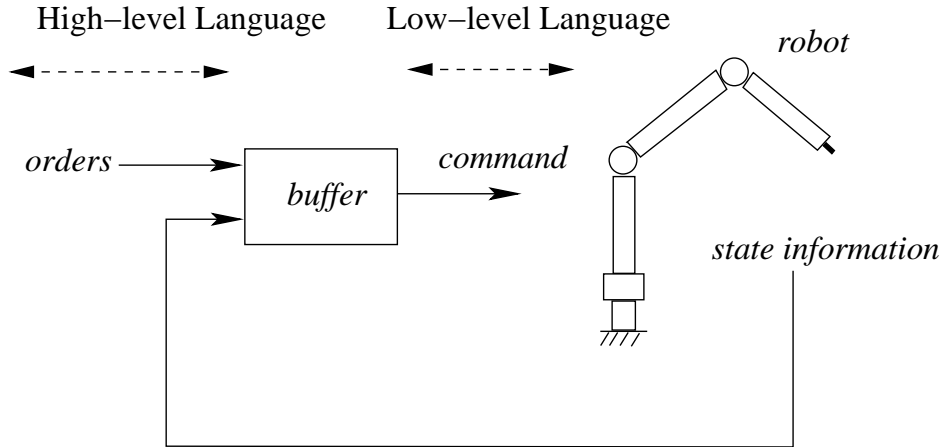 High−level Language
Low−level Language
robot
orders
command
buffer
state information